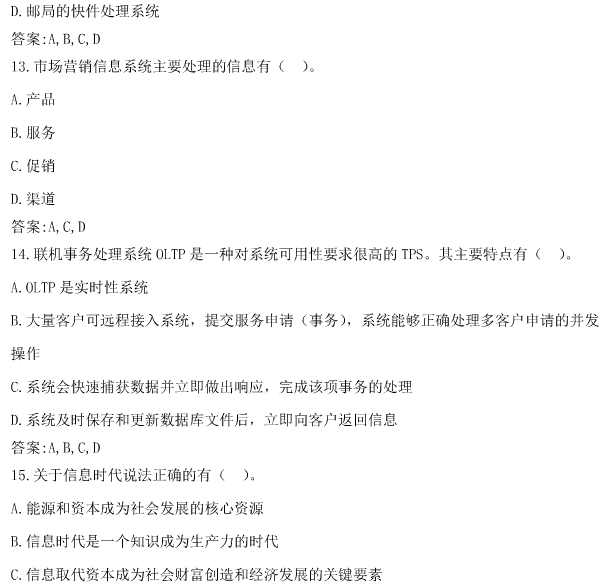 D.邮局的快件处理系统
答案:A,B,C,D
13.市场营销信息系统主要处理的信息有（ ）。
A.产品
B.服务
C.促销
D.渠道
答案:A,C,D
14.联机事务处理系统OLTP是一种对系统可用性要求很高的TPS。其主要特点有（ ）。
A.OLTP是实时性系统
B.大量客户可远程接入系统，提交服务申请（事务），系统能够正确处理多客户申请的并发
操作
C.系统会快速捕获数据并立即做出响应，完成该项事务的处理
D.系统及时保存和更新数据库文件后，立即向客户返回信息
答案:A,B,C,D
15.关于信息时代说法正确的有（ ）。
A.能源和资本成为社会发展的核心资源
B.信息时代是一个知识成为生产力的时代
C.信息取代资本成为社会财富创造和经济发展的关键要素